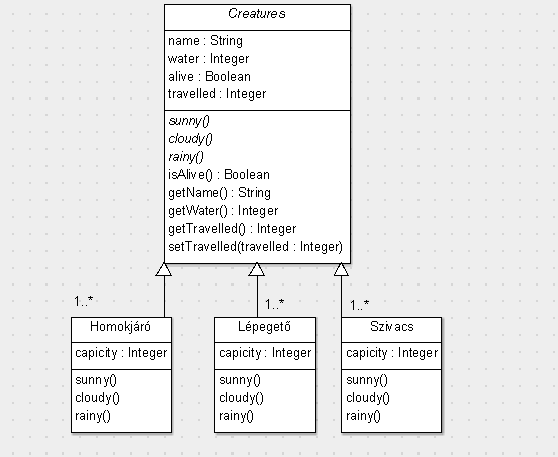 Creatures
name : String
water : Integer
alive : Boolean
travelled : Integer
sunny()
cloudy()
rainy()
isAlive() : Boolean
getName() : String
getWater() : Integer
getTravelled() : Integer
setTravelled(travelled : Integer)
1..*
1..*
1..*
Homokjáró
capicity : Integer
sunny()
cloudy()
rainy()
Lépegető
capicity : Integer
sunny()
cloudy()
rainy()
Szivacs
capicity : Integer
sunny()
cloudy()
rainy()